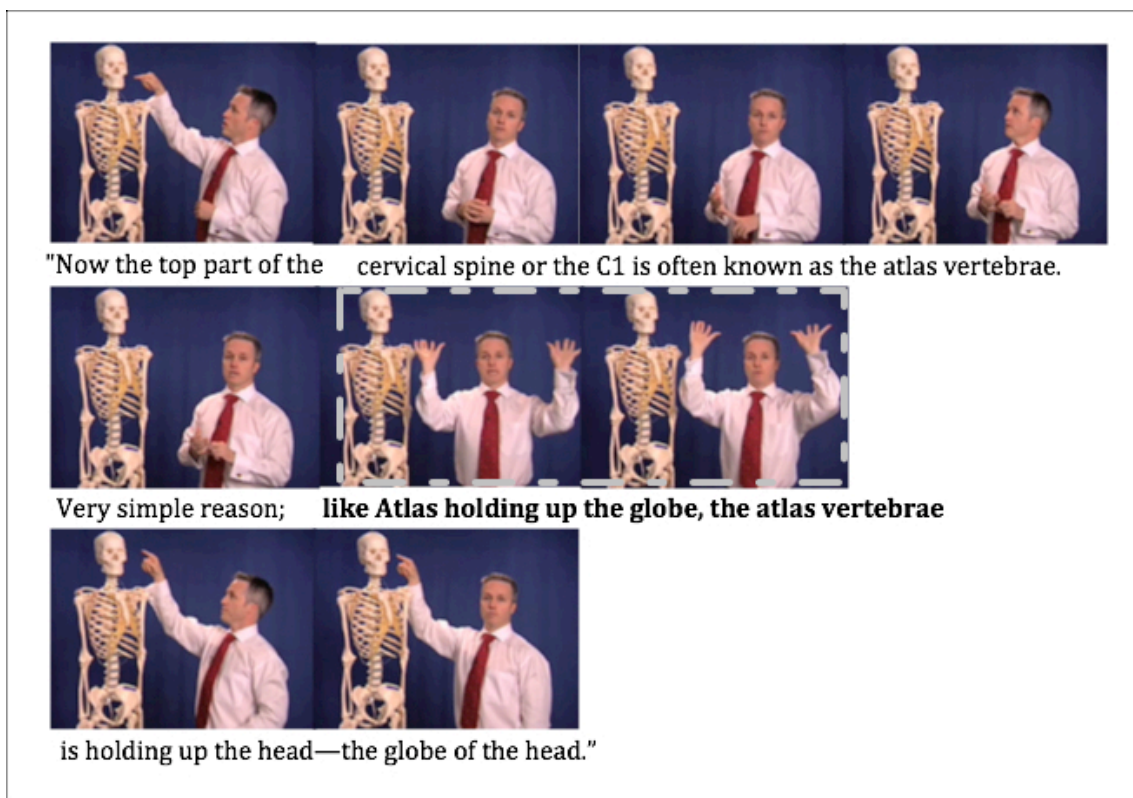 "Now the top part of the cervical spine or the C1 is often known as the atlas vertebrae.
Very simple reason; like Atlas holding up the globe, the atlas vertebrae
is holding up the head—the globe of the head.”